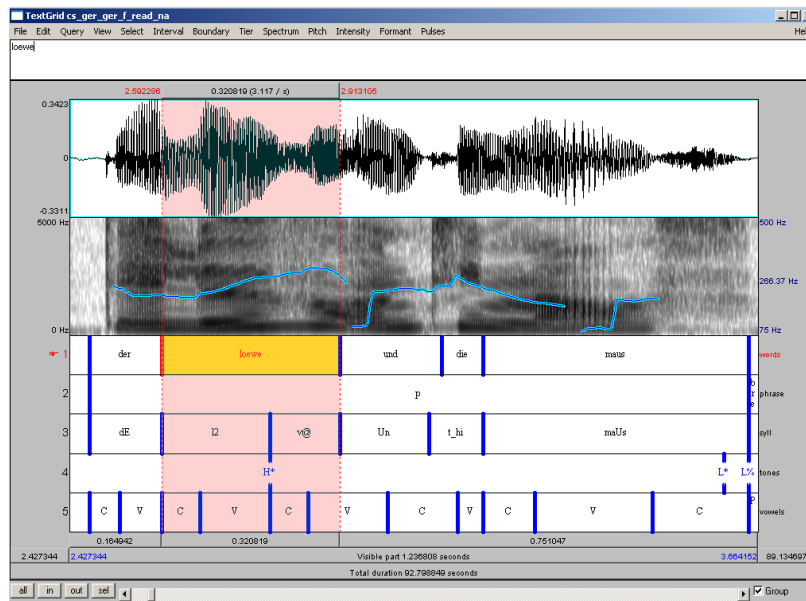 TextGrid cs_ger_ger_f_read_na
File Edit Query View Select Interval Boundary Tier Spectrum Pitch Intensity Formant Pulses Hel
loewe
2.592286 0.320819 (3.117 / s) 2.913105
0.3423
0
-0.3311
5000 Hz 500 Hz
266.37 Hz
0 Hz 75 Hz
1 der loewe und die maus words
2 p bre phrase
3 dE l2 v@ Un t_hi maUs syll
4 H* L* L% tones
5 C V C V C V C V C V C p vowels
0.164942 0.320819 0.751047
2.427344 2.427344 Visible part 1.236808 seconds 3.664152 89.134697
Total duration 92.798849 seconds
all in out sel Group